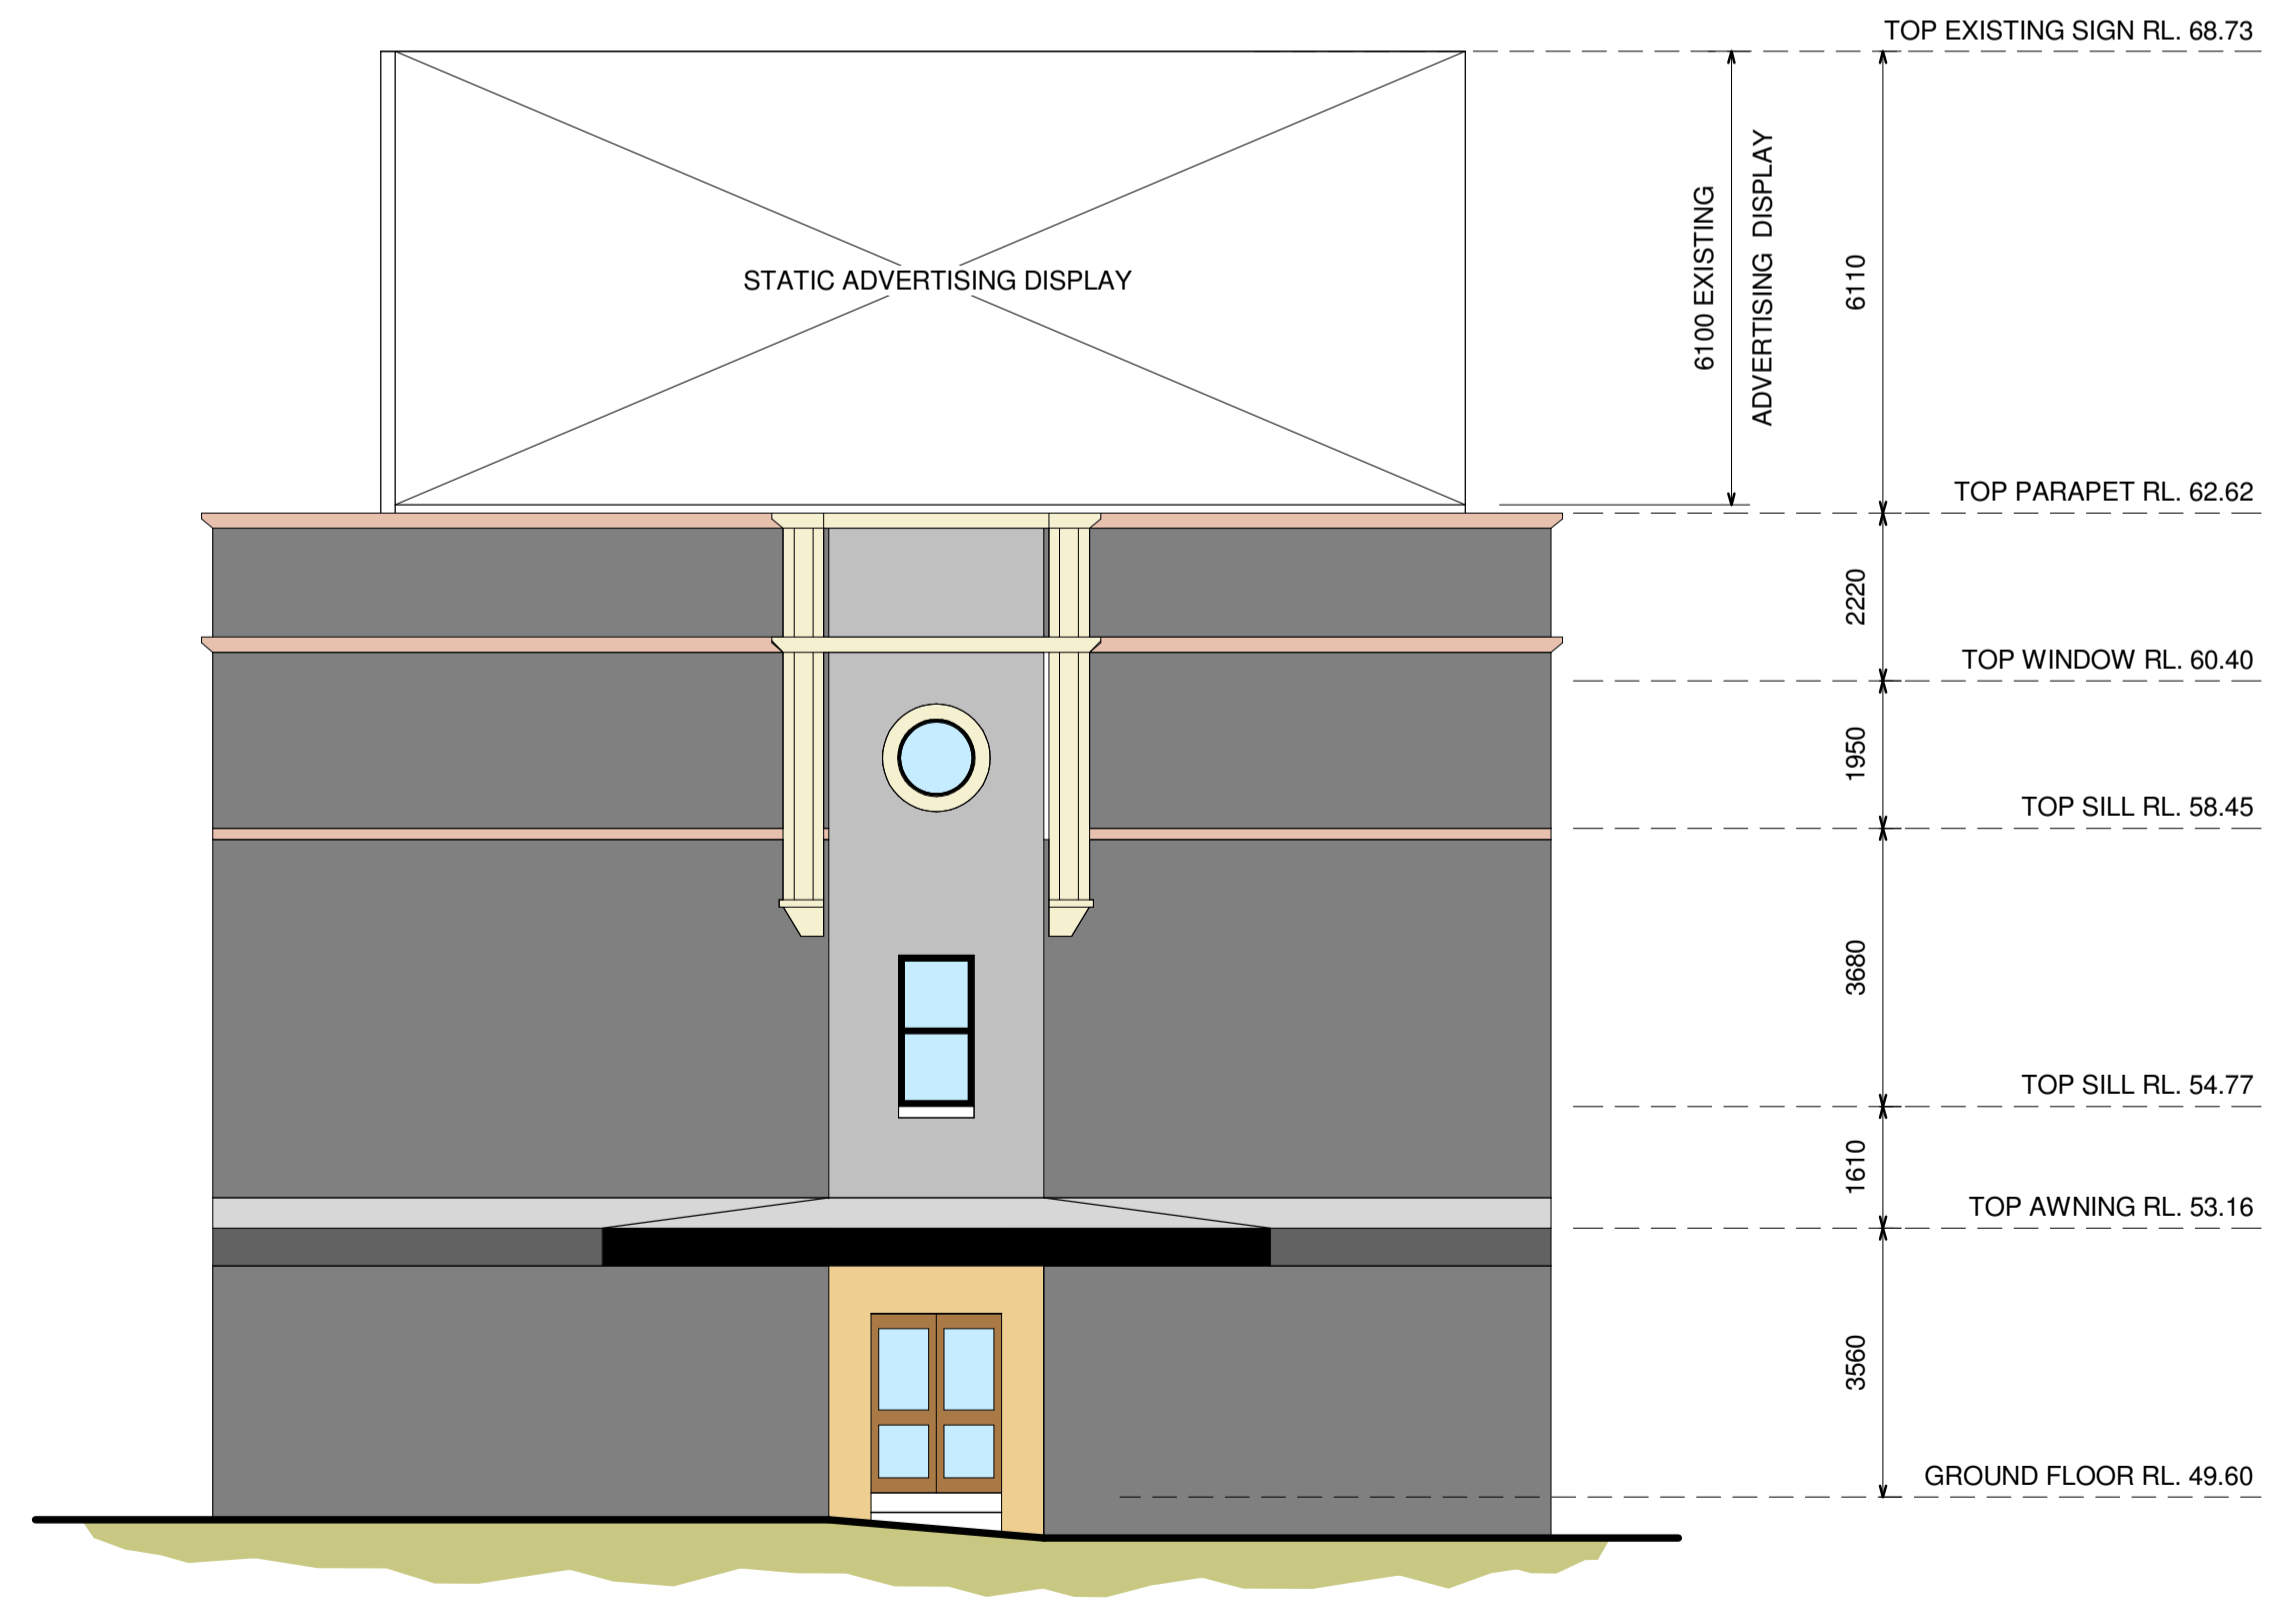 TOP EXISTING SIGN RL. 68.73
STATIC ADVERTISING DISPLAY
6100 EXISTING
ADVERTISING DISPLAY
6110
TOP PARAPET RL. 62.62
2220
TOP WINDOW RL. 60.40
1950
TOP SILL RL. 58.45
3680
TOP SILL RL. 54.77
1610
TOP AWNING RL. 53.16
3560
GROUND FLOOR RL. 49.60